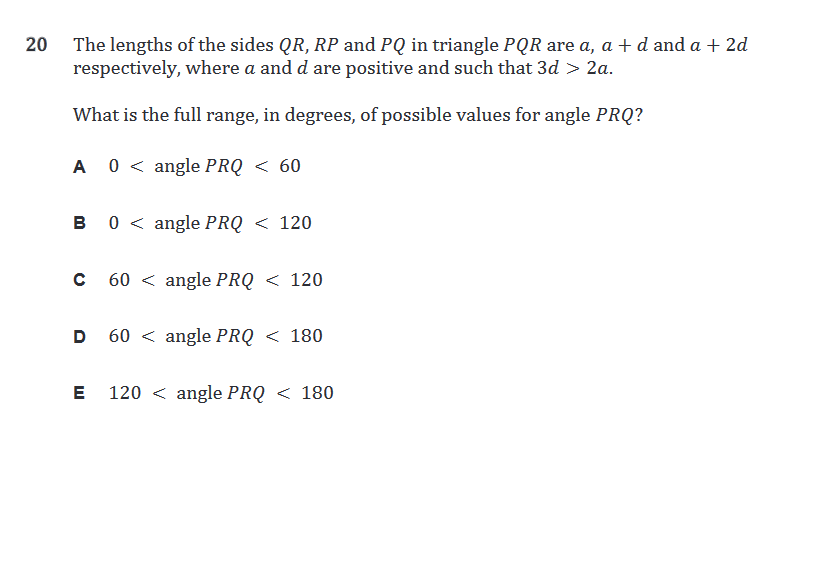 20 The lengths of the sides QR, RP and PQ in triangle PQR are a, a + d and a + 2d
respectively, where a and d are positive and such that 3d > 2a.
What is the full range, in degrees, of possible values for angle PRQ?
A 0 < angle PRQ < 60
B 0 < angle PRQ < 120
C 60 < angle PRQ < 120
D 60 < angle PRQ < 180
E 120 < angle PRQ < 180